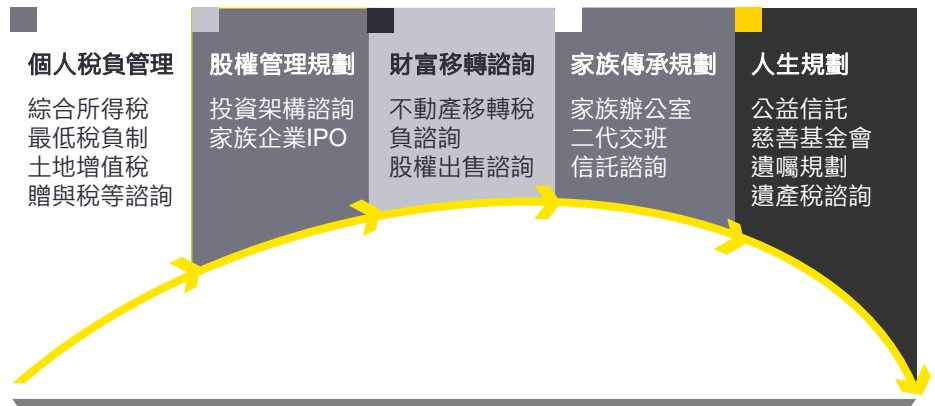 個人稅負管理
綜合所得稅
最低稅負制
土地增值稅
贈與稅等諮詢
股權管理規劃
投資架構諮詢
家族企業IPO
財富移轉諮詢
不動產移轉稅
負諮詢
股權出售諮詢
家族傳承規劃
家族辦公室
二代交班
信託諮詢
人生規劃
公益信託
慈善基金會
遺囑規劃
遺產稅諮詢